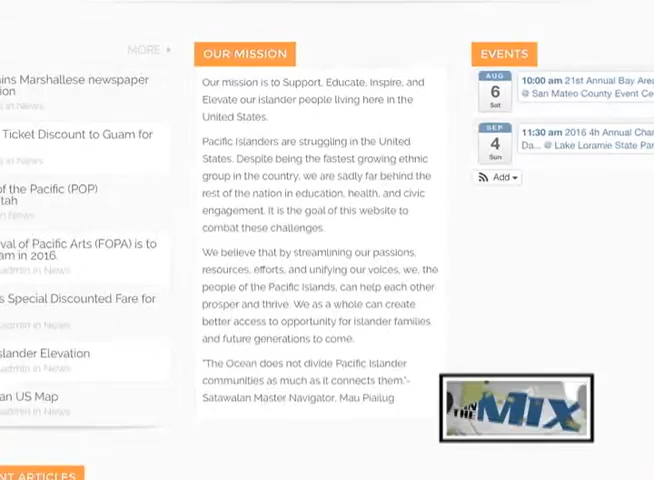 MORE
OUR MISSION
EVENTS
ins Marshallese newspaper
ion
s in News
Ticket Discount to Guam for
s in News
of the Pacific (POP)
tah
in News
val of Pacific Arts (FOPA) is to
am in 2016.
admin in News
s Special Discounted Fare for
admin in News
slander Elevation
admin in News
an US Map
admin in News
Our mission is to Support, Educate, Inspire, and
Elevate our islander people living here in the
United States.
Pacific Islanders are struggling in the United
States. Despite being the fastest growing ethnic
group in the country, we are sadly far behind the
rest of the nation in education, health, and civic
engagement. It is the goal of this website to
combat these challenges.
We believe that by streamlining our passions,
resources, efforts, and unifying our voices, we, the
people of the Pacific Islands, can help each other
prosper and thrive. We as a whole can create
better access to opportunity for islander families
and future generations to come.
"The Ocean does not divide Pacific Islander
communities as much as it connects them."-
Satawalan Master Navigator, Mau Piailug
AUG
6
Sat
10:00 am 21st Annual Bay Area
@ San Mateo County Event Ce
SEP
4
Sun
11:30 am 2016 4h Annual Cha
Da... @ Lake Loramie State Par
Add
IN THE MIX
NT ARTICLES